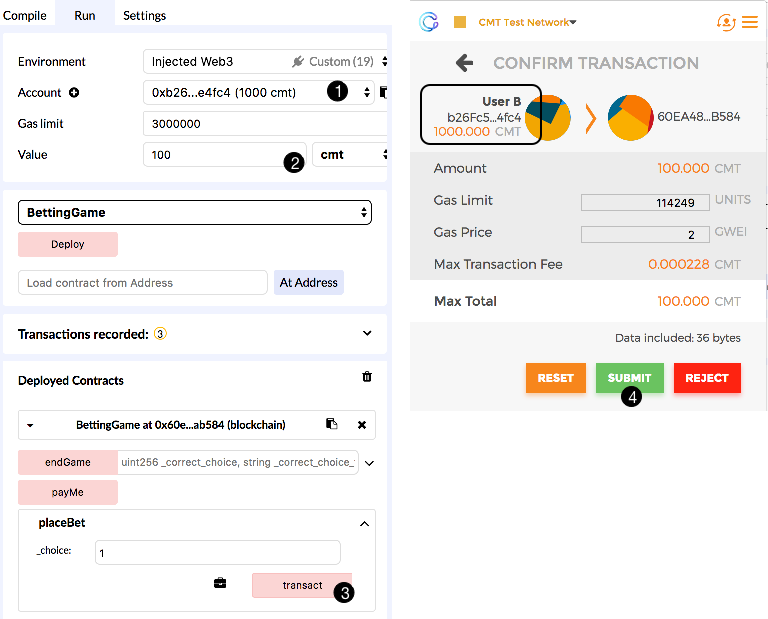 Compile Run Settings
Environment Injected Web3 Custom (19)
Account 0xb26...e4fc4 (1000 cmt) 1
Gas limit 3000000
Value 100 2 cmt
BettingGame
Deploy
Load contract from Address At Address
Transactions recorded: 3
Deployed Contracts
BettingGame at 0x60e...ab584 (blockchain)
endGame uint256 _correct_choice, string _correct_choice_
payMe
placeBet
_choice: 1
transact 3
CMT Test Network
CONFIRM TRANSACTION
User B
b26Fc5...4fc4 60EA48...B584
1000.000 CMT
Amount 100.000 CMT
Gas Limit 114249 UNITS
Gas Price 2 GWEI
Max Transaction Fee 0.000228 CMT
Max Total 100.000 CMT
Data included: 36 bytes
RESET SUBMIT REJECT
4